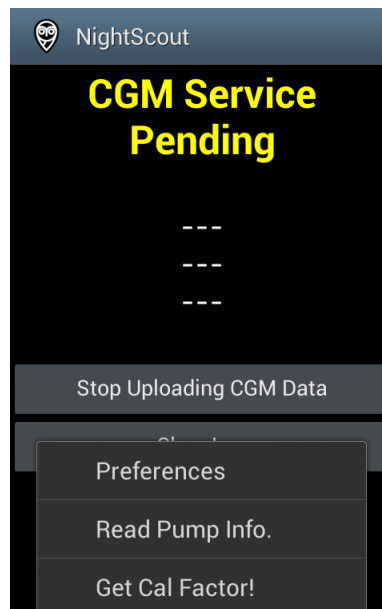 NightScout
CGM Service
Pending
---
---
---
Stop Uploading CGM Data
Preferences
Read Pump Info.
Get Cal Factor!